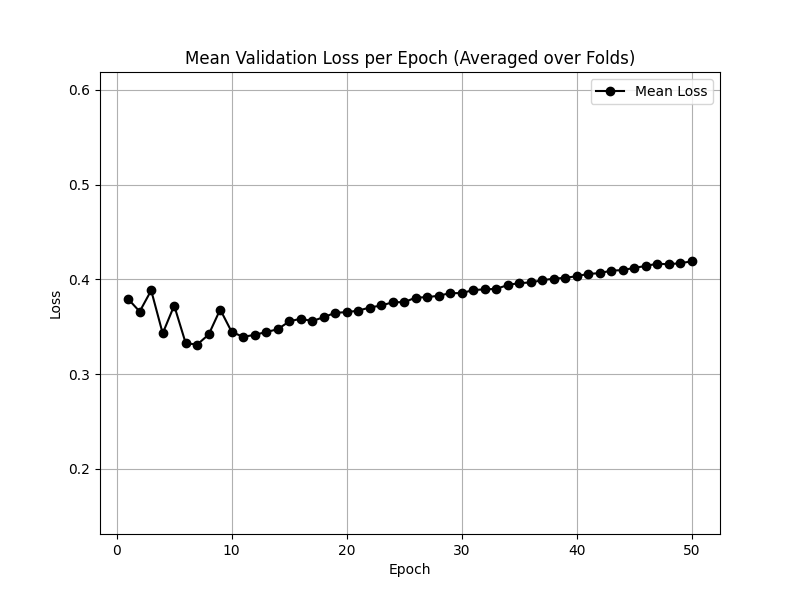 Mean Validation Loss per Epoch (Averaged over Folds)
Mean Loss
0.6
0.5
0.4
0.3
0.2
Loss
0 10 20 30 40 50
Epoch